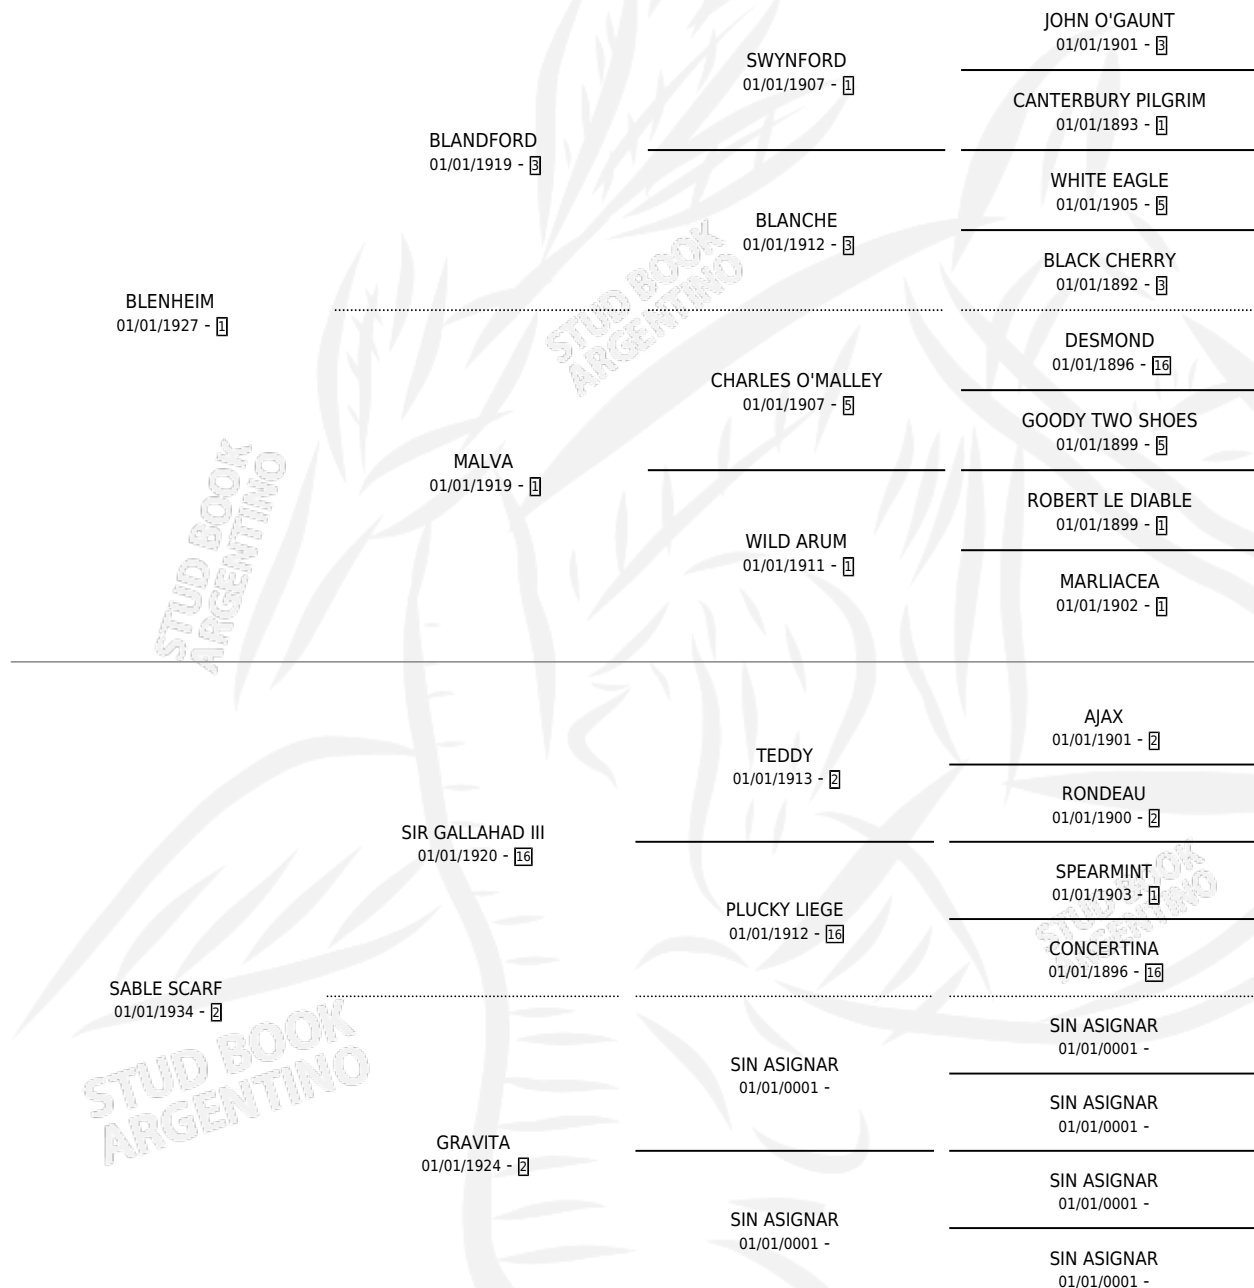 JOHN O'GAUNT
01/01/1901 - 3
SWYNFORD
01/01/1907 - 1
CANTERBURY PILGRIM
01/01/1893 - 1
BLANDFORD
01/01/1919 - 3
WHITE EAGLE
01/01/1905 - 5
BLANCHE
01/01/1912 - 3
BLACK CHERRY
01/01/1892 - 3
BLENHEIM
01/01/1927 - 1
DESMOND
01/01/1896 - 16
CHARLES O'MALLEY
01/01/1907 - 5
GOODY TWO SHOES
01/01/1899 - 5
MALVA
01/01/1919 - 1
ROBERT LE DIABLE
01/01/1899 - 1
WILD ARUM
01/01/1911 - 1
MARLIACEA
01/01/1902 - 1
STUD BOOK
ARGENTINO
STUD BOOK
ARGENTINO
AJAX
01/01/1901 - 2
TEDDY
01/01/1913 - 2
RONDEAU
01/01/1900 - 2
SIR GALLAHAD III
01/01/1920 - 16
SPEARMINT
01/01/1903 - 1
PLUCKY LIEGE
01/01/1912 - 16
CONCERTINA
01/01/1896 - 16
SABLE SCARF
01/01/1934 - 2
SIN ASIGNAR
01/01/0001 -
SIN ASIGNAR
01/01/0001 -
SIN ASIGNAR
01/01/0001 -
GRAVITA
01/01/1924 - 2
SIN ASIGNAR
01/01/0001 -
SIN ASIGNAR
01/01/0001 -
SIN ASIGNAR
01/01/0001 -
STUD BOOK
ARGENTINO
STUD BOOK
ARGENTINO